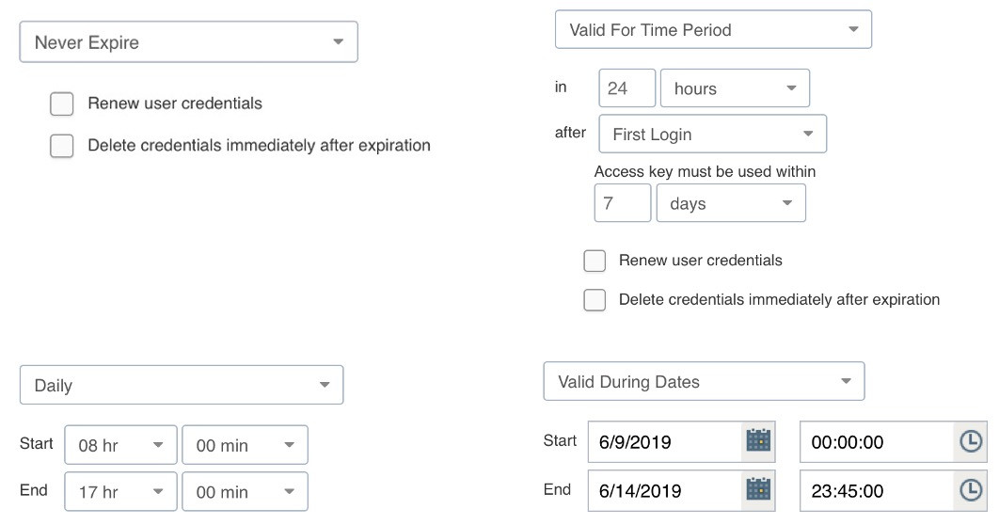 Never Expire
Renew user credentials
Delete credentials immediately after expiration
Valid For Time Period
in 24 hours
after First Login
Access key must be used within
7 days
Renew user credentials
Delete credentials immediately after expiration
Daily
Start 08 hr 00 min
End 17 hr 00 min
Valid During Dates
Start 6/9/2019 00:00:00
End 6/14/2019 23:45:00